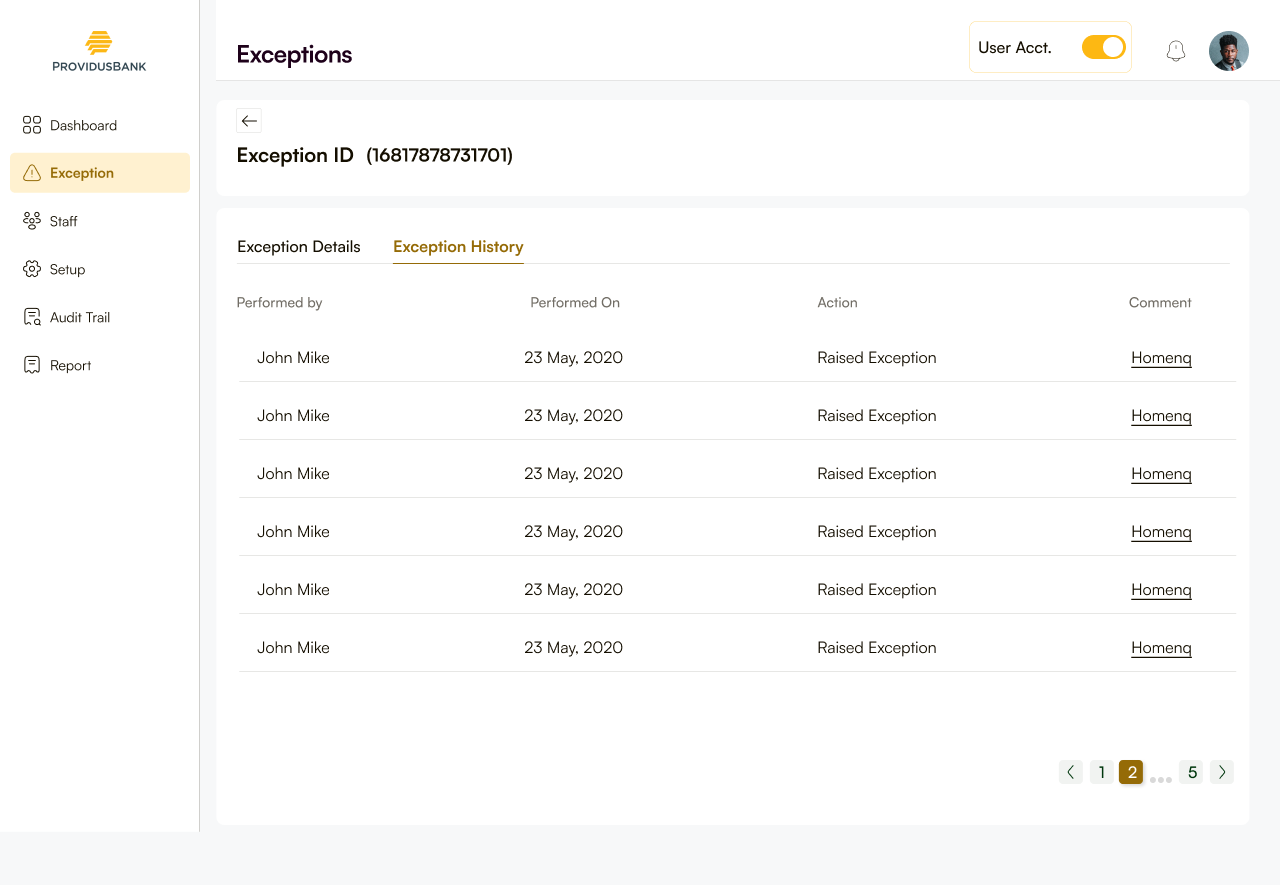 PROVIDUSBANK
Dashboard
Exception
Staff
Setup
Audit Trail
Report
Exceptions
User Acct.
Exception ID (16817878731701)
Exception Details Exception History
Performed by Performed On Action Comment
John Mike 23 May, 2020 Raised Exception Homenq
John Mike 23 May, 2020 Raised Exception Homenq
John Mike 23 May, 2020 Raised Exception Homenq
John Mike 23 May, 2020 Raised Exception Homenq
John Mike 23 May, 2020 Raised Exception Homenq
John Mike 23 May, 2020 Raised Exception Homenq
1 2 ... 5